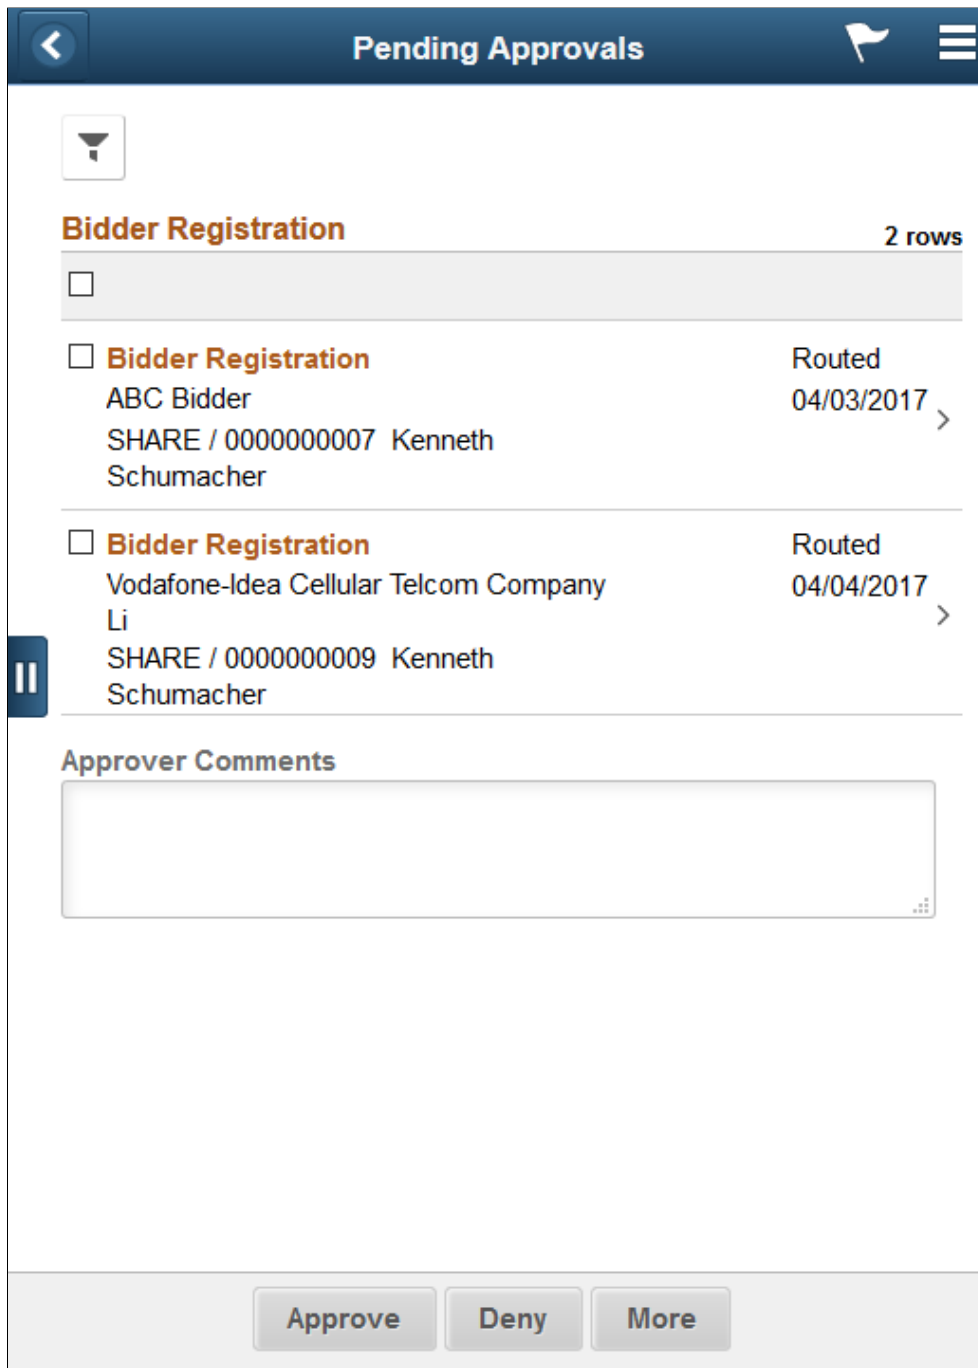 Pending Approvals
Bidder Registration
2 rows
Bidder Registration
Routed
ABC Bidder
04/03/2017
SHARE / 0000000007 Kenneth
Schumacher
Bidder Registration
Routed
Vodafone-Idea Cellular Telcom Company
04/04/2017
Li
SHARE / 0000000009 Kenneth
Schumacher
Approver Comments
Approve
Deny
More